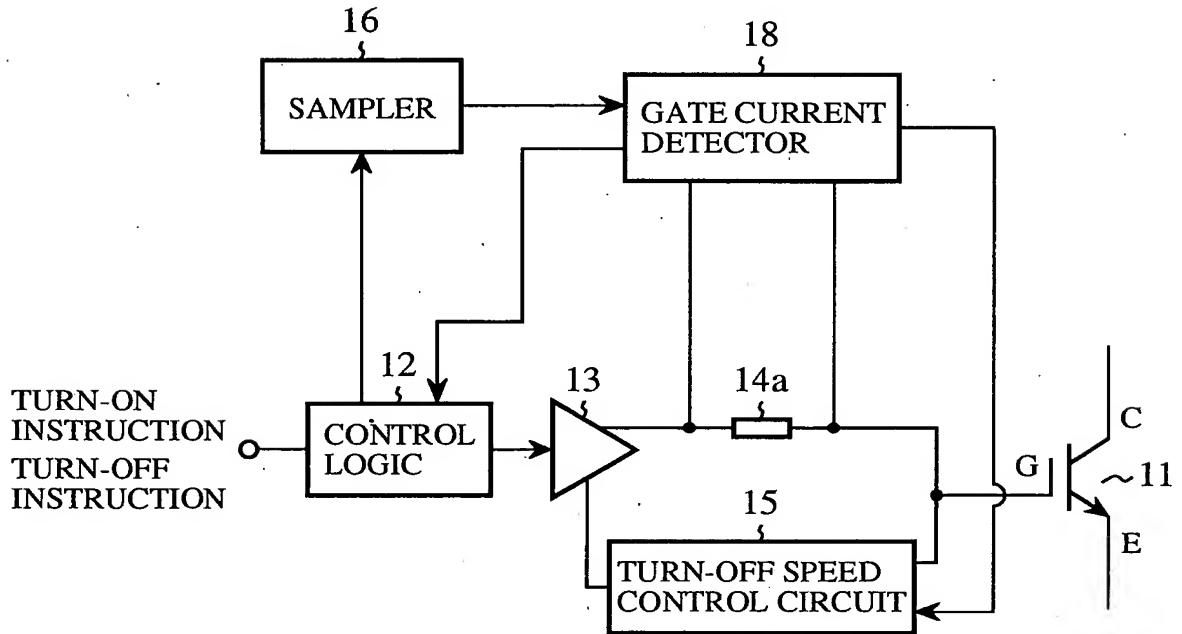 16
SAMPLER
18
GATE CURRENT
DETECTOR
TURN-ON
INSTRUCTION
TURN-OFF
INSTRUCTION
12
CONTROL
LOGIC
13
14a
C
G
11
E
15
TURN-OFF SPEED
CONTROL CIRCUIT